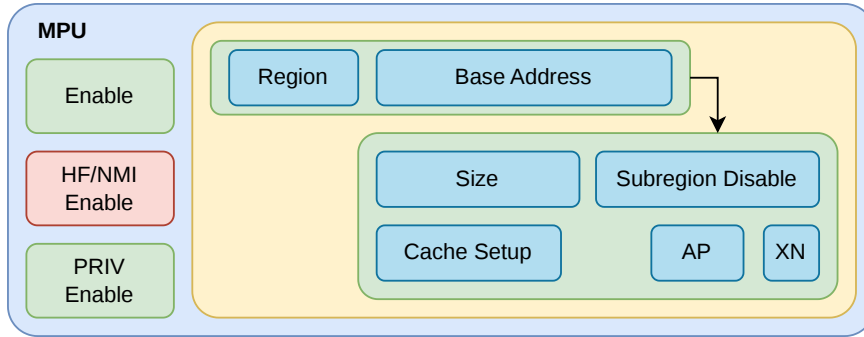 MPU
Enable
HF/NMI
Enable
PRIV
Enable
Region
Base Address
Size
Subregion Disable
Cache Setup
AP
XN